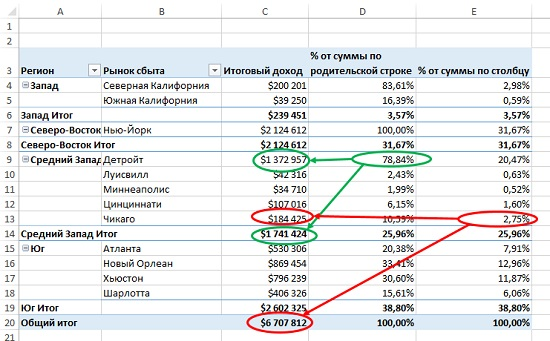 A B C D E
1
2
% от суммы по
3 Регион Рынок сбыта Итоговый доход родительской строке % от суммы по столбцу
4 Запад Северная Калифорния $200 201 83,61% 2,98%
5 Южная Калифорния $39 250 16,39% 0,59%
6 Запад Итог $239 451 3,57% 3,57%
7 Северо-Восток Нью-Йорк $2 124 612 100,00% 31,67%
8 Северо-Восток Итог $2 124 612 31,67% 31,67%
9 Средний Запад Детройт $1 372 957 78,84% 20,47%
10 Луисвилл $42 316 2,43% 0,63%
11 Миннеаполис $34 710 1,99% 0,52%
12 Цинциннати $107 016 6,15% 1,60%
13 Чикаго $184 425 10,59% 2,75%
14 Средний Запад Итог $1 741 424 25,96% 25,96%
15 Юг Атланта $530 306 20,38% 7,91%
16 Новый Орлеан $869 454 33,41% 12,96%
17 Хьюстон $796 239 30,60% 11,87%
18 Шарлотта $406 326 15,61% 6,06%
19 Юг Итог $2 602 325 38,80% 38,80%
20 Общий итог $6 707 812 100,00% 100,00%
21